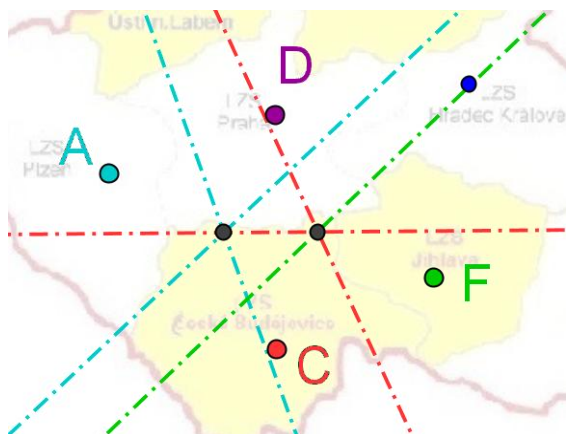 Ústí n.Labem
D
LZS
Praha
LZS
Hradec Králové
A
LZS
Plzeň
LZS
Jihlava
F
LZS
České Budějovice
C